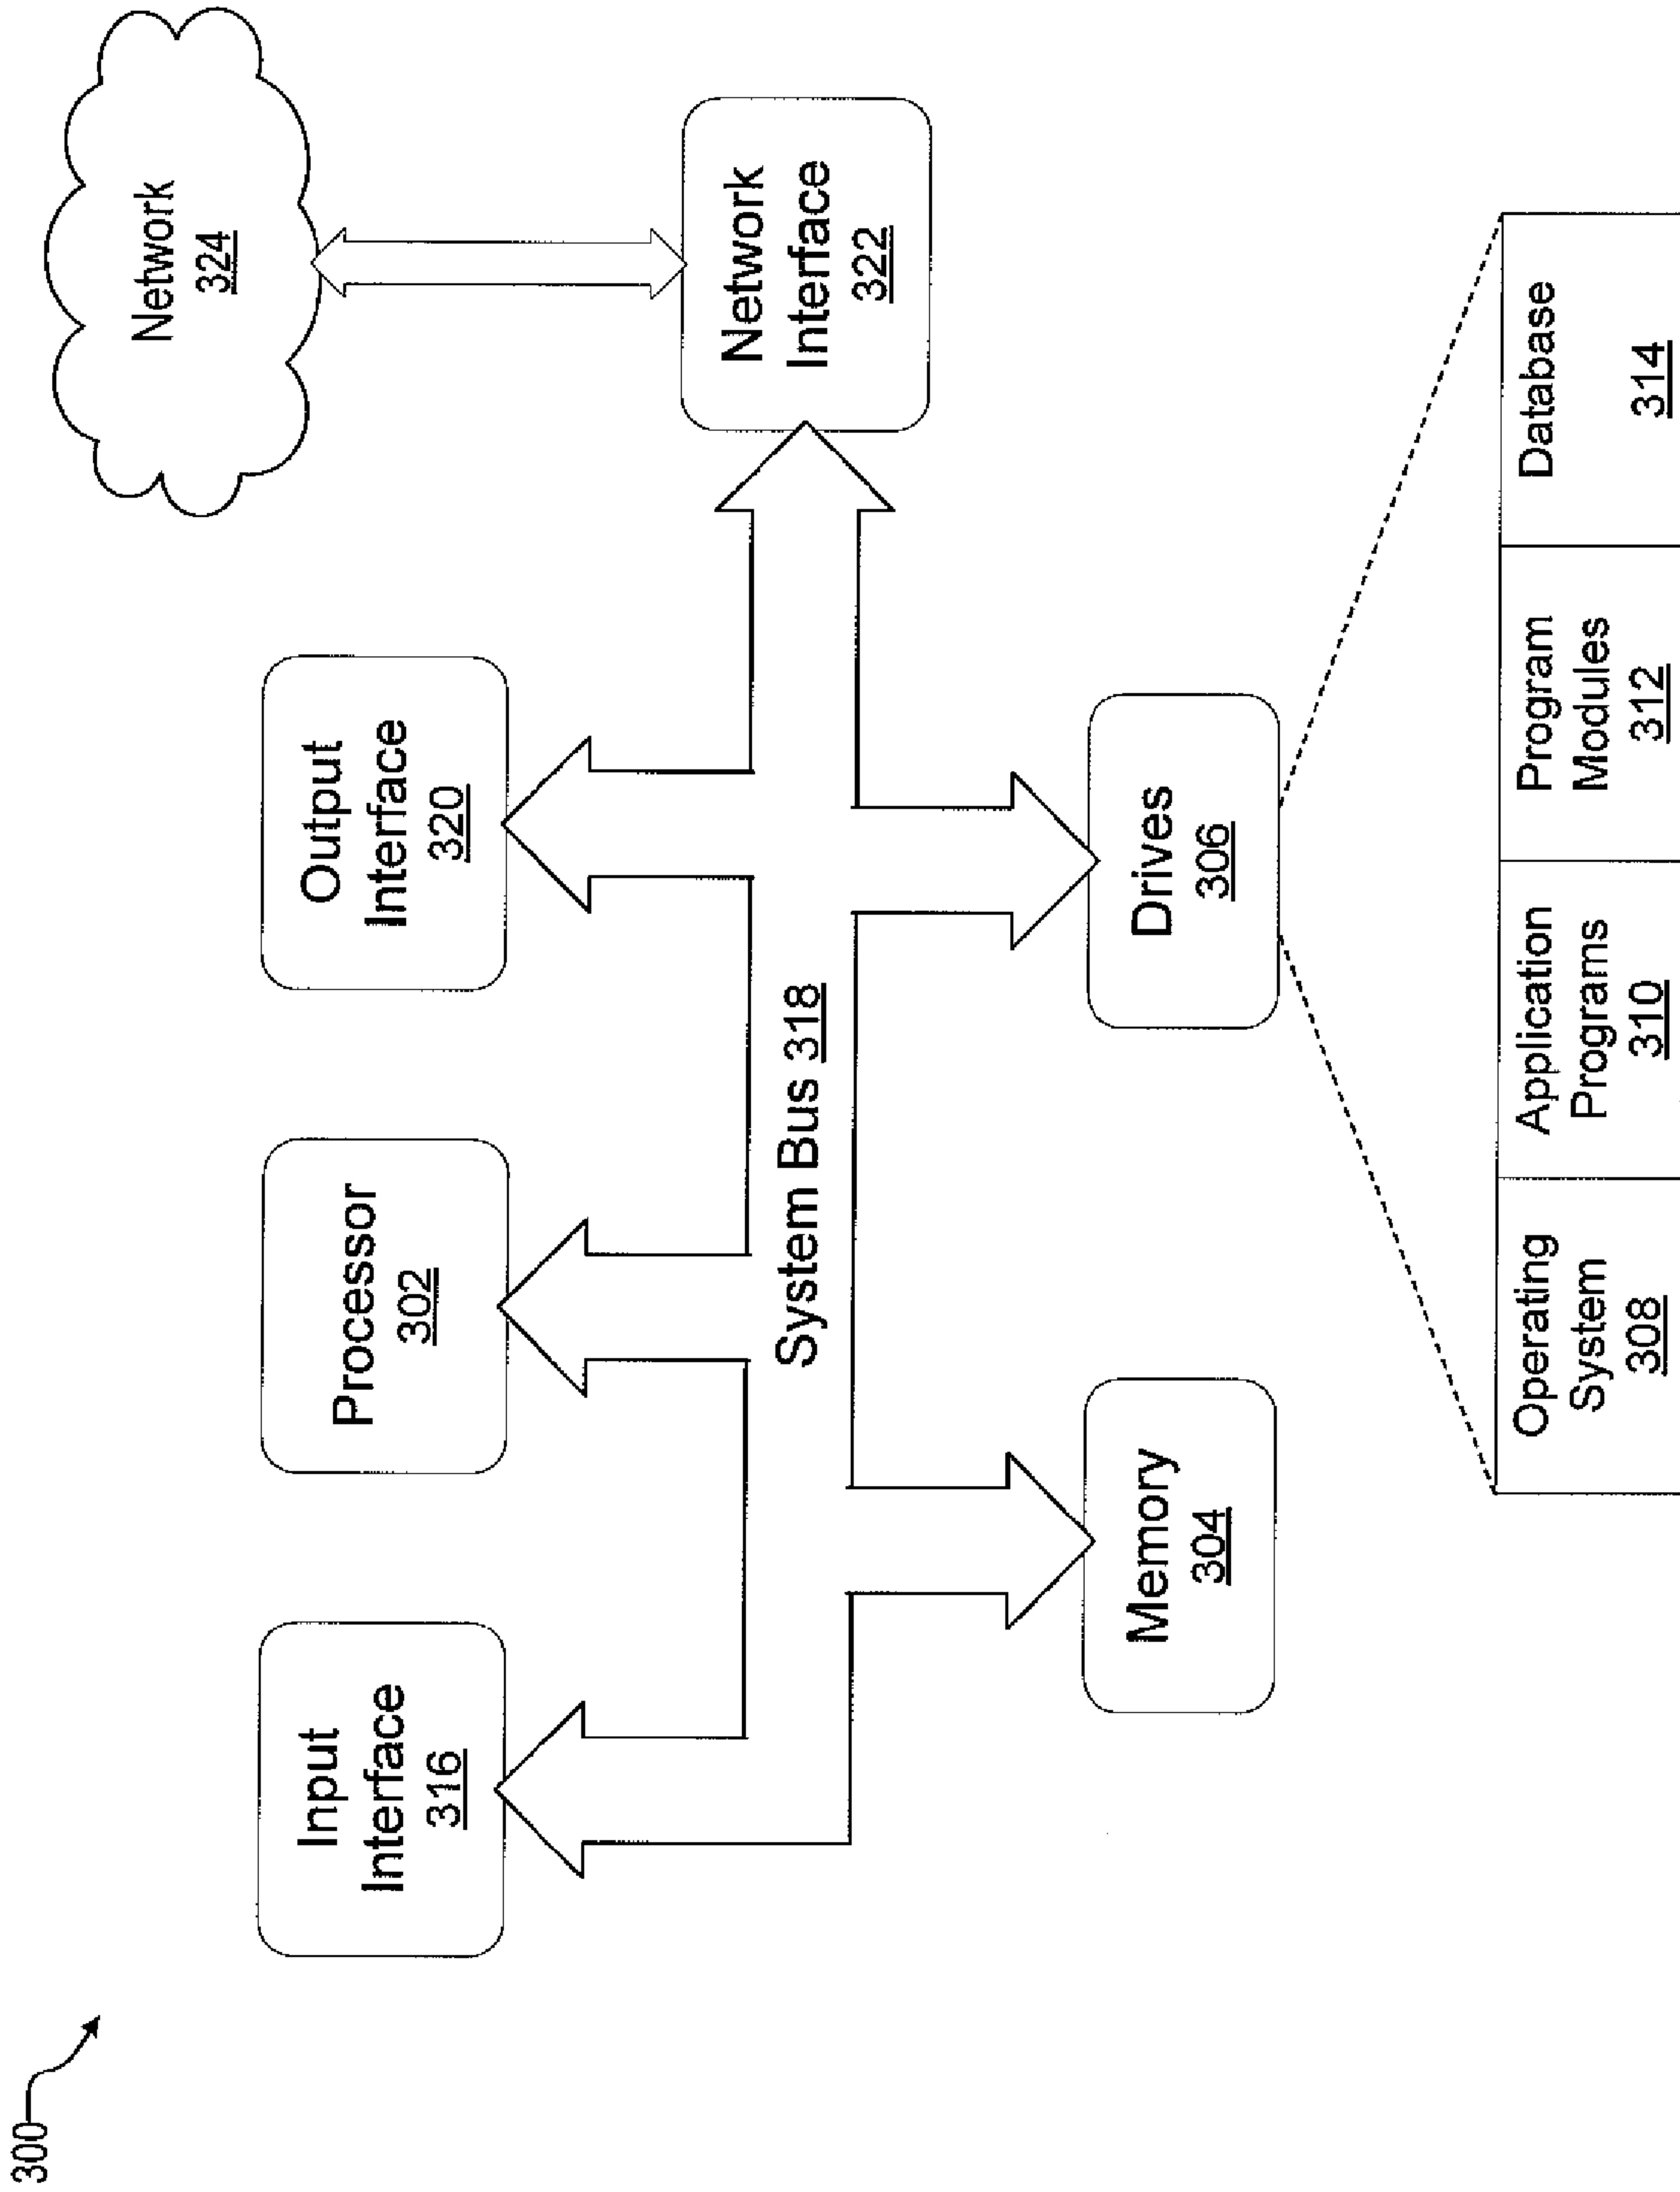 300
Network
324
Input
Interface
316
Processor
302
Output
Interface
320
Network
Interface
322
System Bus 318
Memory
304
Drives
306
Operating
System
308
Application
Programs
310
Program
Modules
312
Database
314